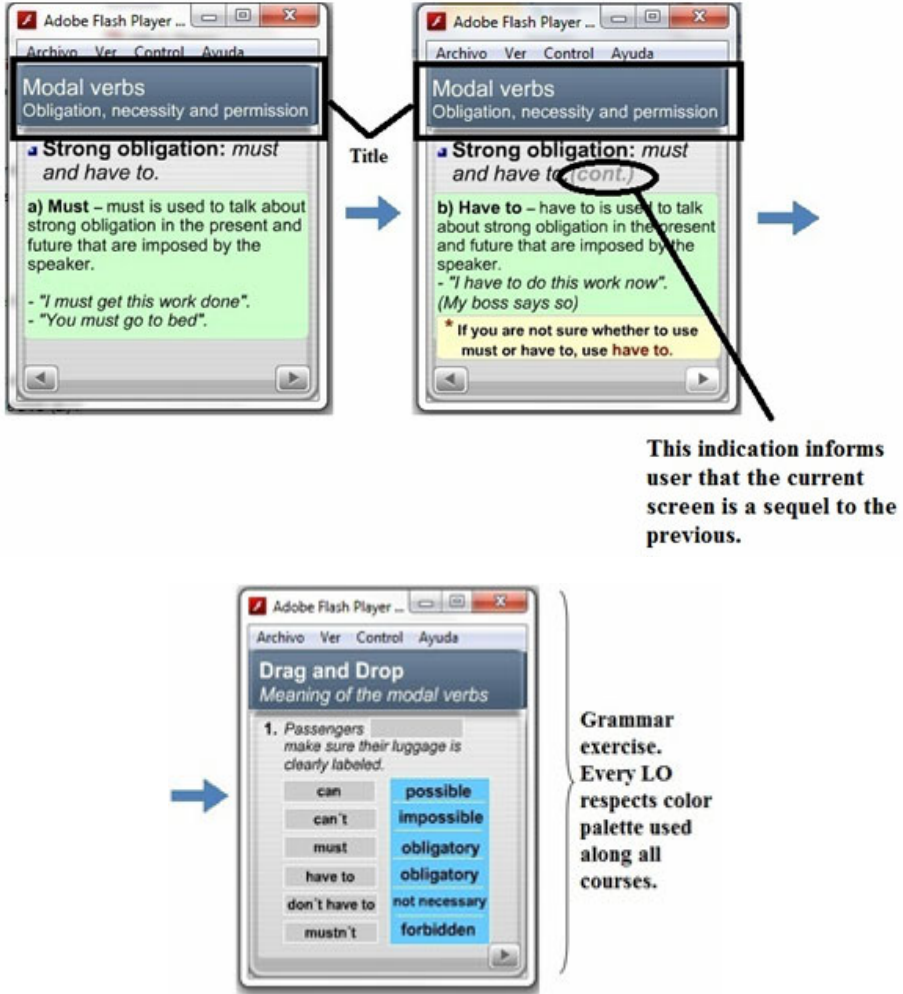 Adobe Flash Player ...
Archivo Ver Control Ayuda
Modal verbs
Obligation, necessity and permission
Strong obligation: must
and have to.
a) Must – must is used to talk about
strong obligation in the present and
future that are imposed by the
speaker.
- "I must get this work done".
- "You must go to bed".
Title
Adobe Flash Player ...
Archivo Ver Control Ayuda
Modal verbs
Obligation, necessity and permission
Strong obligation: must
and have to.(cont.)
b) Have to – have to is used to talk
about strong obligation in the present
and future that are imposed by the
speaker.
- "I have to do this work now".
(My boss says so)
* If you are not sure whether to use
must or have to, use have to.
This indication informs
user that the current
screen is a sequel to the
previous.
Adobe Flash Player ...
Archivo Ver Control Ayuda
Drag and Drop
Meaning of the modal verbs
1. Passengers
make sure their luggage is
clearly labeled.
can possible
can´t impossible
must obligatory
have to obligatory
don´t have to not necessary
mustn´t forbidden
Grammar
exercise.
Every LO
respects color
palette used
along all
courses.